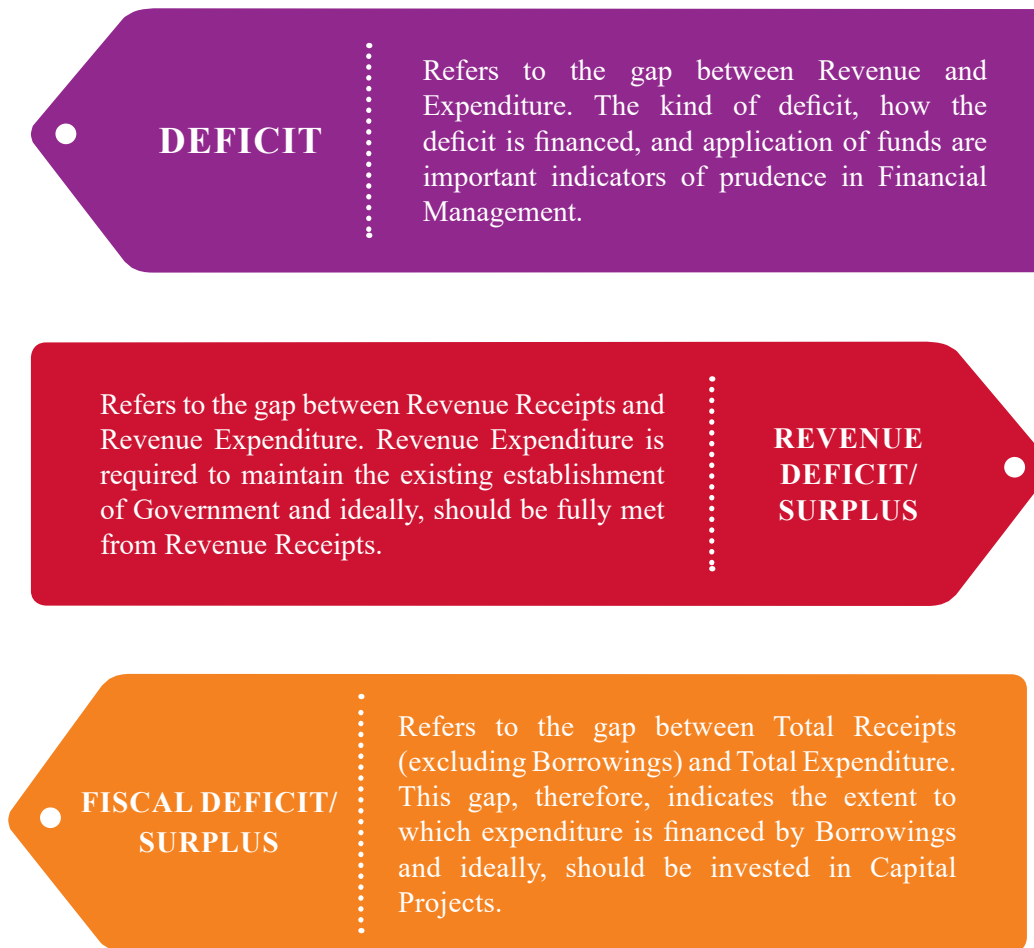 DEFICIT
Refers to the gap between Revenue and
Expenditure. The kind of deficit, how the
deficit is financed, and application of funds are
important indicators of prudence in Financial
Management.
Refers to the gap between Revenue Receipts and
Revenue Expenditure. Revenue Expenditure is
required to maintain the existing establishment
of Government and ideally, should be fully met
from Revenue Receipts.
REVENUE
DEFICIT/
SURPLUS
FISCAL DEFICIT/
SURPLUS
Refers to the gap between Total Receipts
(excluding Borrowings) and Total Expenditure.
This gap, therefore, indicates the extent to
which expenditure is financed by Borrowings
and ideally, should be invested in Capital
Projects.